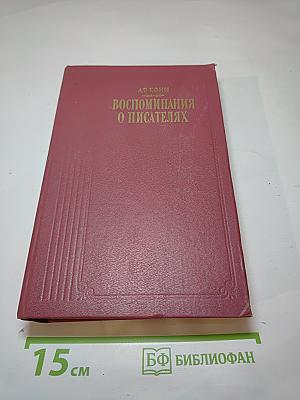 А.Ф.КОНИ
ВОСПОМИНАНИЯ
О ПИСАТЕЛЯХ
15 СМ
БФ БИБЛИОФАН